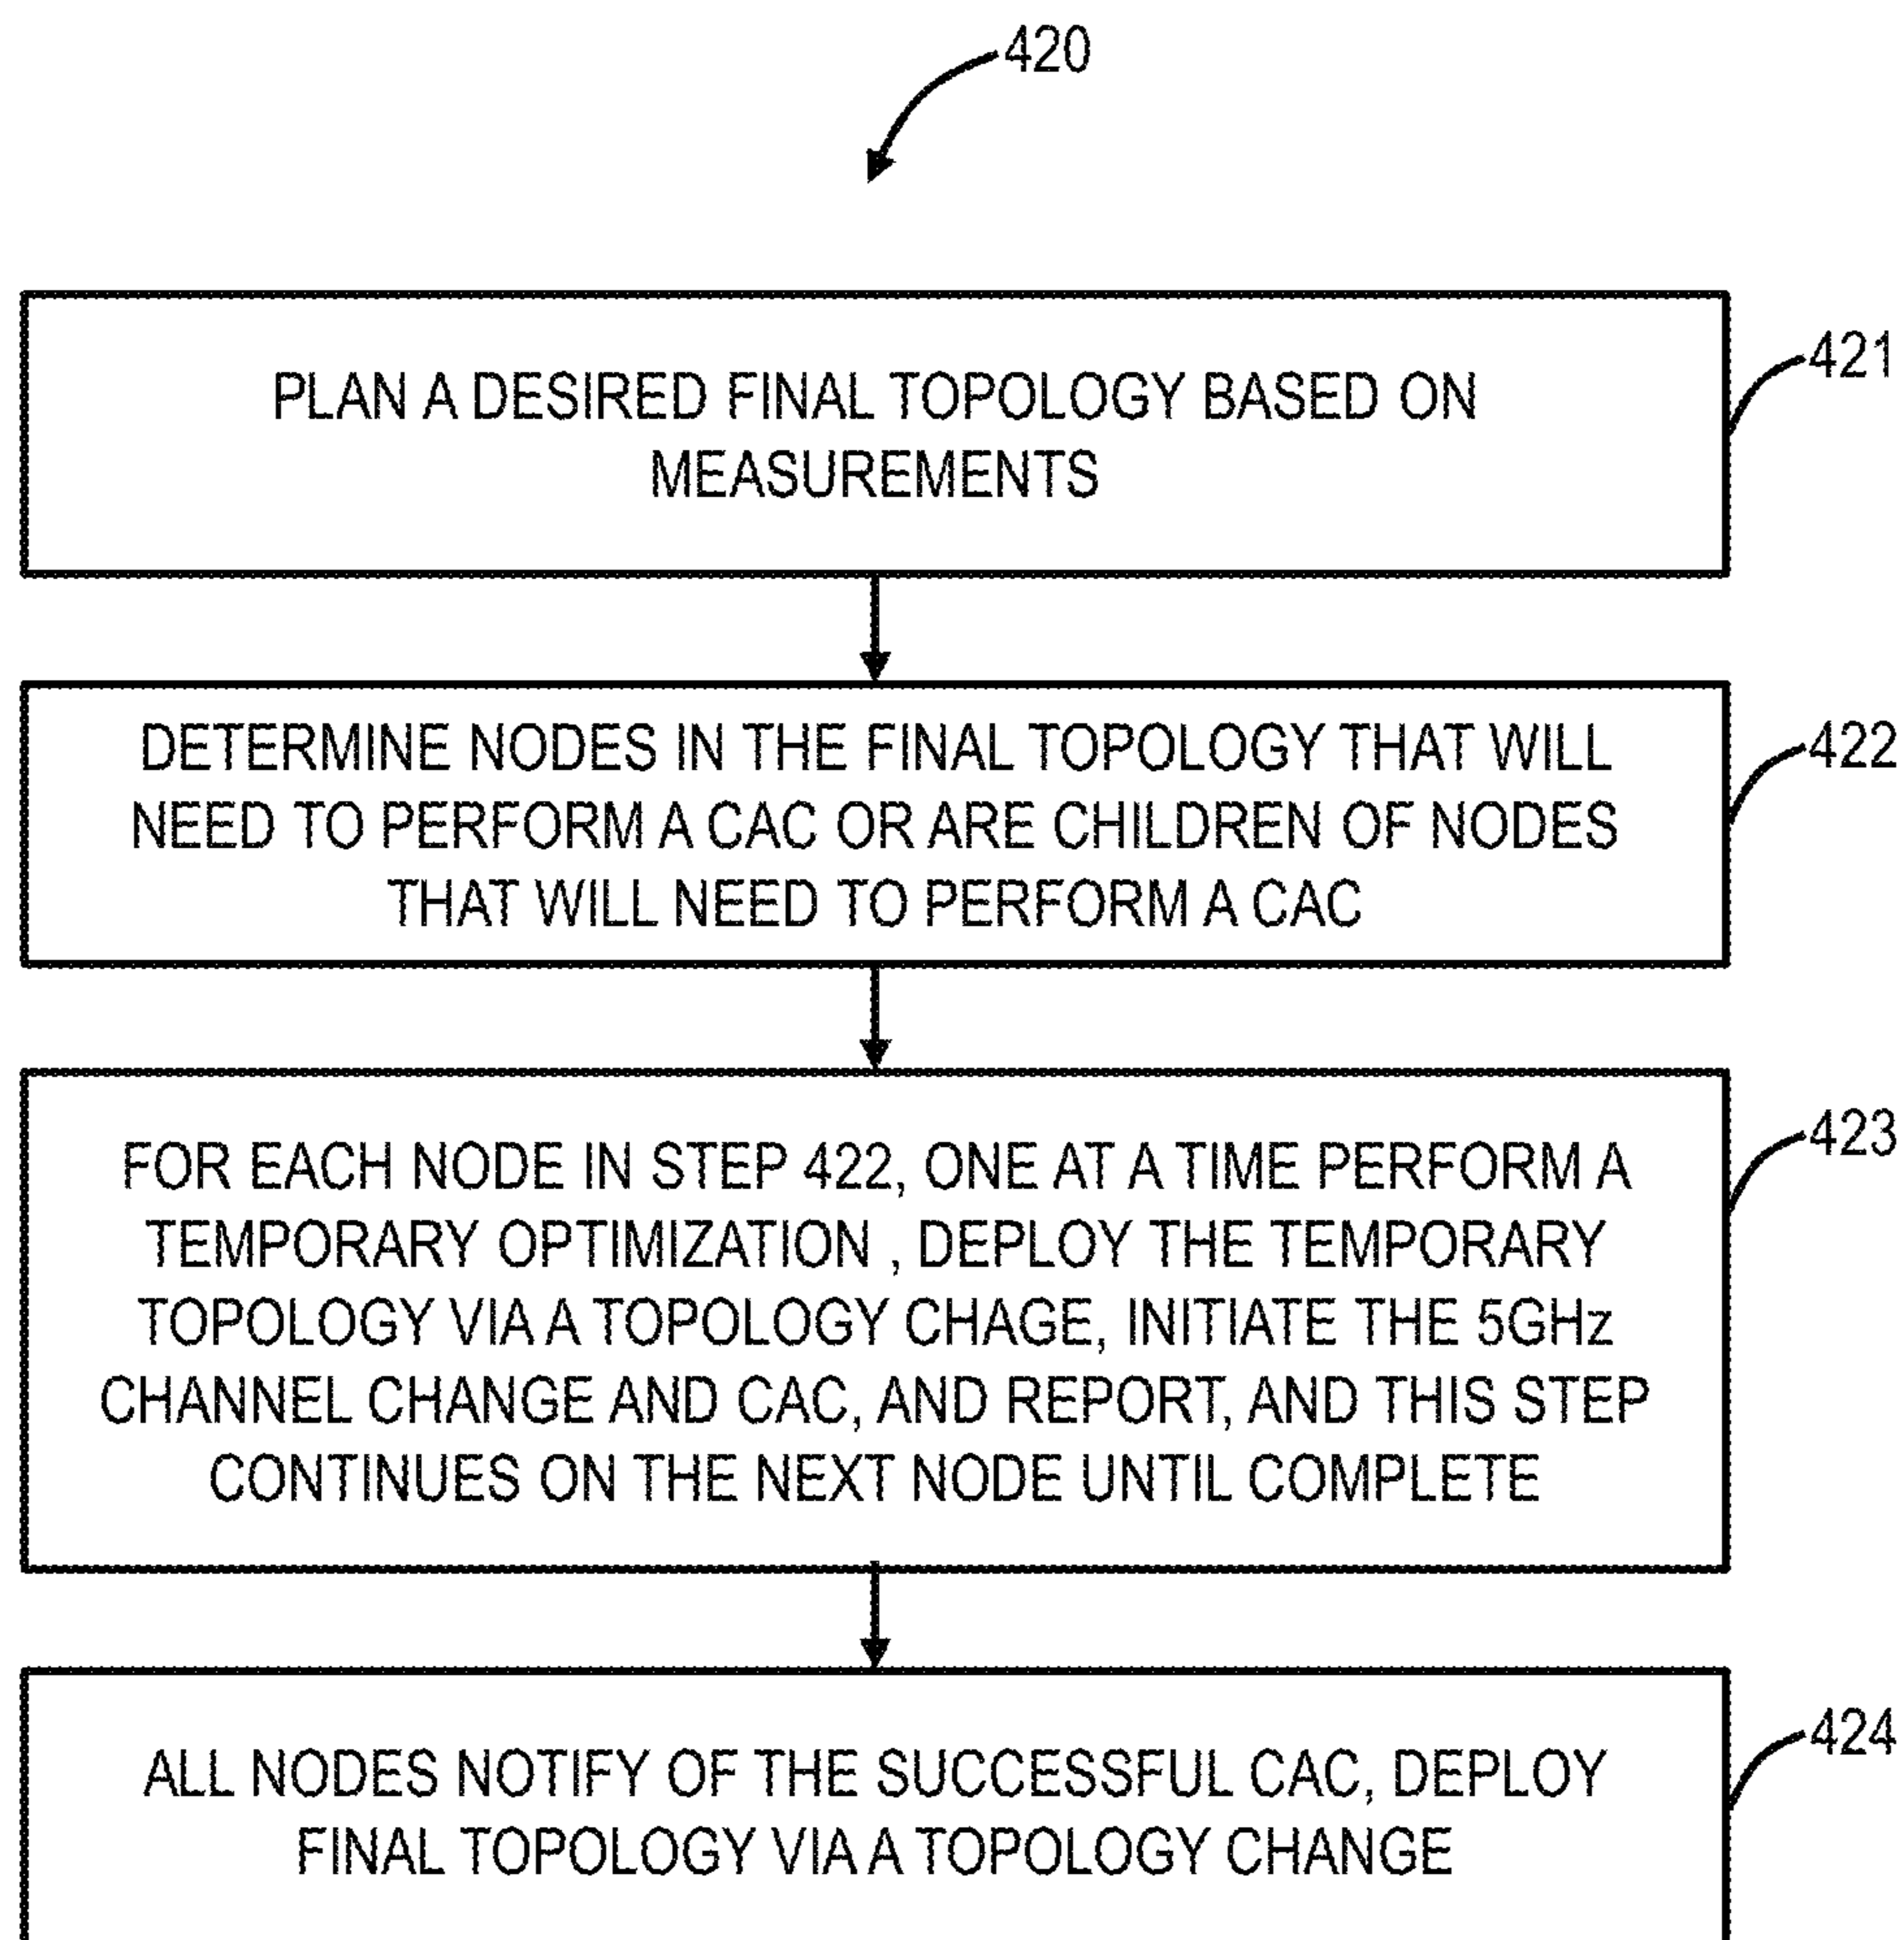 420
PLAN A DESIRED FINAL TOPOLOGY BASED ON
MEASUREMENTS
421
DETERMINE NODES IN THE FINAL TOPOLOGY THAT WILL
NEED TO PERFORM A CAC OR ARE CHILDREN OF NODES
THAT WILL NEED TO PERFORM A CAC
422
FOR EACH NODE IN STEP 422, ONE AT A TIME PERFORM A
TEMPORARY OPTIMIZATION , DEPLOY THE TEMPORARY
TOPOLOGY VIA A TOPOLOGY CHAGE, INITIATE THE 5GHz
CHANNEL CHANGE AND CAC, AND REPORT, AND THIS STEP
CONTINUES ON THE NEXT NODE UNTIL COMPLETE
423
ALL NODES NOTIFY OF THE SUCCESSFUL CAC, DEPLOY
FINAL TOPOLOGY VIA A TOPOLOGY CHANGE
424